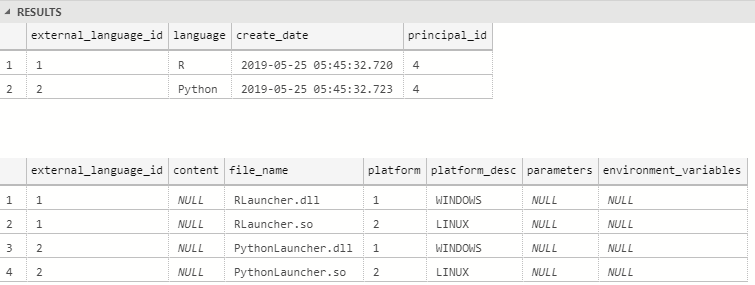 RESULTS
external_language_id language create_date principal_id
1 1 R 2019-05-25 05:45:32.720 4
2 2 Python 2019-05-25 05:45:32.723 4
external_language_id content file_name platform platform_desc parameters environment_variables
1 1 NULL RLauncher.dll 1 WINDOWS NULL NULL
2 1 NULL RLauncher.so 2 LINUX NULL NULL
3 2 NULL PythonLauncher.dll 1 WINDOWS NULL NULL
4 2 NULL PythonLauncher.so 2 LINUX NULL NULL